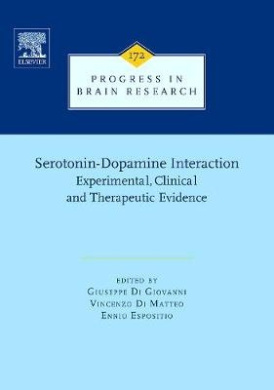 ELSEVIER
172
PROGRESS IN
BRAIN RESEARCH
Serotonin-Dopamine Interaction
Experimental, Clinical
and Therapeutic Evidence
EDITED BY
GIUSEPPE DI GIOVANNI
VINCENZO DI MATTEO
ENNIO ESPOSITO